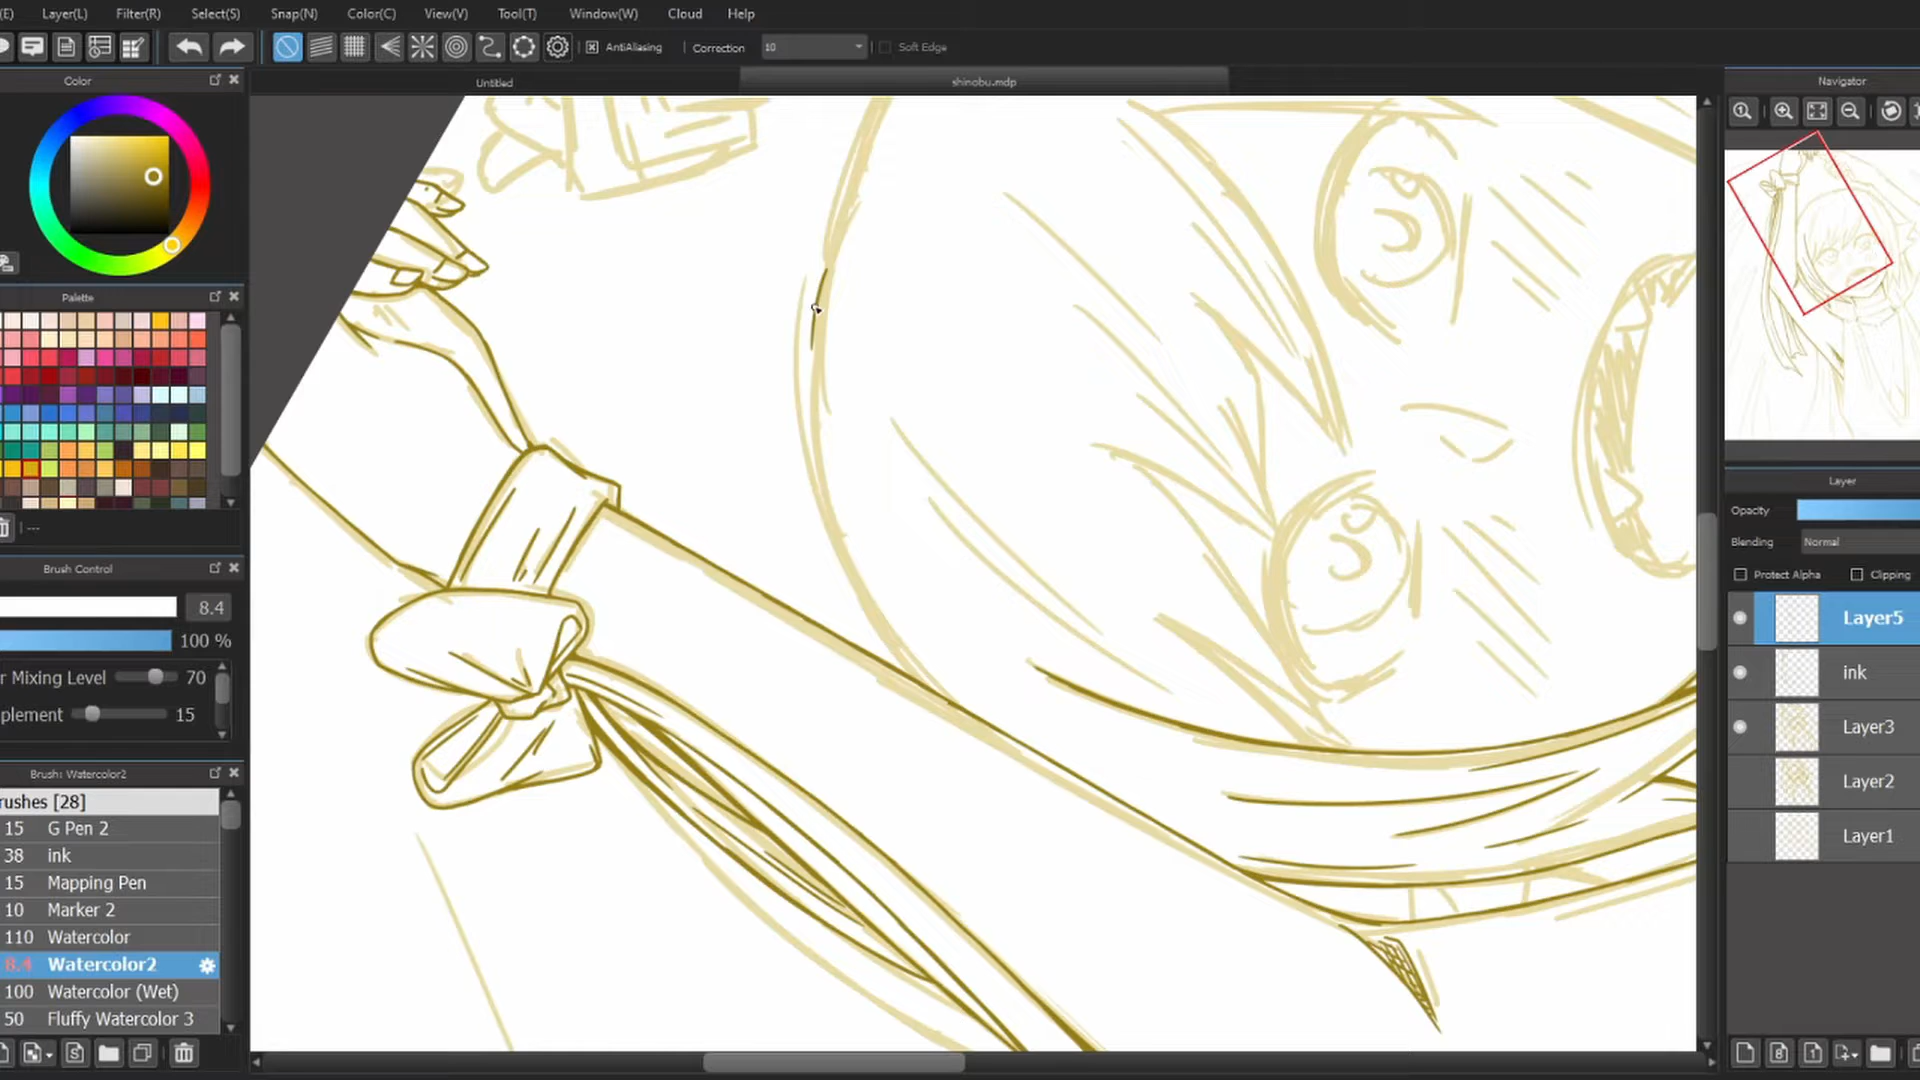 (E) Layer(L) Filter(R) Select(S) Snap(N) Color(C) View(V) Tool(T) Window(W) Cloud Help
AntiAliasing Correction 10 Soft Edge
Color
Untitled
shinobu.mdp
Navigator
Palette
---
Brush Control
8.4
100 %
r Mixing Level 70
plement 15
Brush: Watercolor2
rushes [28]
15 G Pen 2
38 ink
15 Mapping Pen
10 Marker 2
110 Watercolor
8.4 Watercolor2
100 Watercolor (Wet)
50 Fluffy Watercolor 3
Layer
Opacity
Blending Normal
Protect Alpha Clipping
Layer5
ink
Layer3
Layer2
Layer1